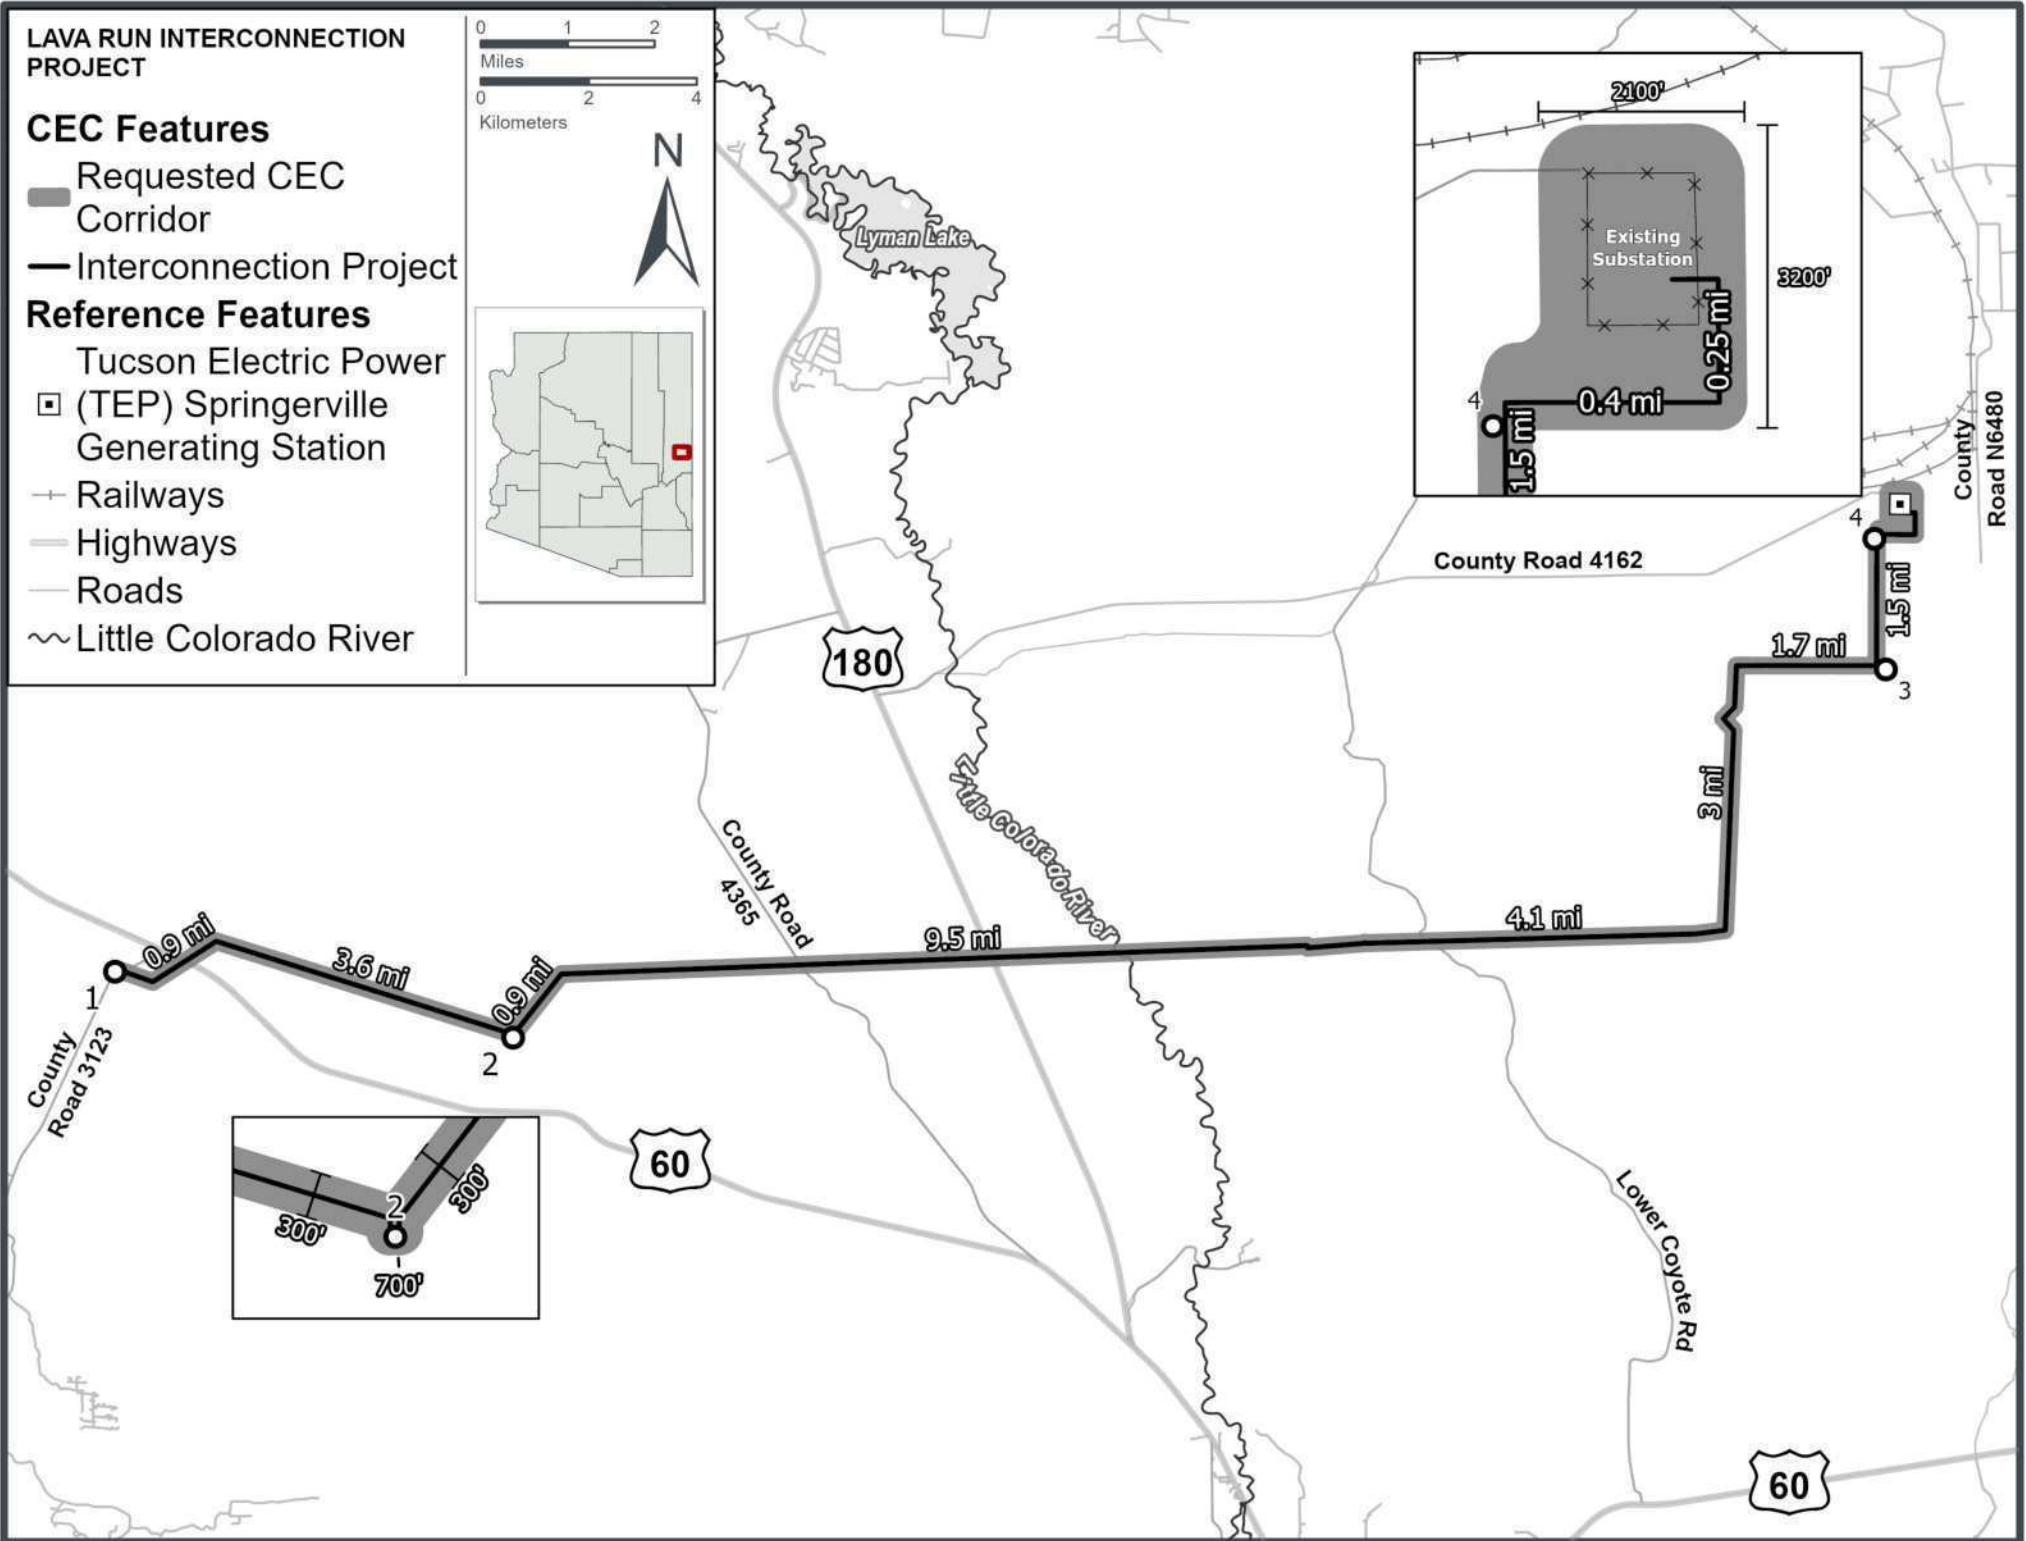 LAVA RUN INTERCONNECTION
PROJECT
CEC Features
Requested CEC
Corridor
Interconnection Project
Reference Features
Tucson Electric Power
(TEP) Springerville
Generating Station
Railways
Highways
Roads
Little Colorado River
0 1 2
Miles
0 2 4
Kilometers
N
Lyman Lake
2100'
Existing
Substation
3200'
0.25 mi
0.4 mi
4
1.5 mi
County
Road N6480
4
County Road 4162
1.5 mi
1.7 mi
3
180
3 mi
Little Colorado River
County Road
4365
4.1 mi
9.5 mi
0.9 mi
3.6 mi
0.9 mi
1
2
County
Road 3123
60
300'
2
300'
700'
Lower Coyote Rd
60